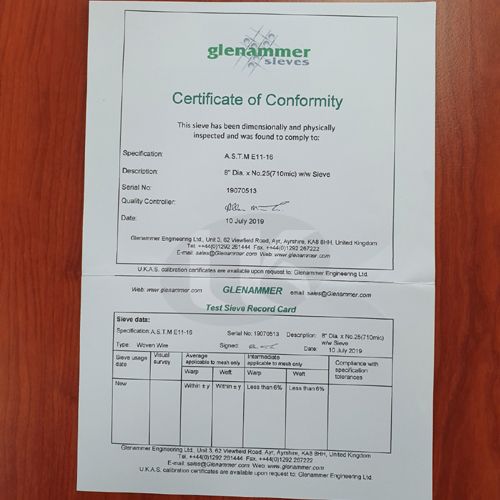 glenammer
sieves
Certificate of Conformity
This sieve has been dimensionally and physically
inspected and was found to comply to:
Specification: A.S.T.M E11-16
Description: 8" Dia. x No.25(710mic) w/w Sieve
Serial No: 19070513
Quality Controller:
Date: 10 July 2019
Glenammer Engineering Ltd., Unit 3, 62 Viewfield Road, Ayr, Ayrshire, KA8 8HH, United Kingdom
Tel. ++44(0)1292 261444 Fax. ++44(0)1292 267222
E-mail: sales@Glenammer.com Web: www.glenammer.com
U.K.A.S. calibration certificates are available upon request to: Glenammer Engineering Ltd.
Web: www.glenammer.com GLENAMMER email: sales@Glenammer.com
Test Sieve Record Card
Sieve data:
Specification: A.S.T.M E11-16 Serial No: 19070513 Description: 8" Dia. x No.25(710mic)
w/w Sieve
Type: Woven Wire Signed: Date: 10 July 2019
Sieve usage date Visual survey Average applicable to mesh only Intermediate applicable to mesh only Compliance with specification tolerances
Warp Weft Warp Weft
New Within ± y Within ± y Less than 6% Less than 6%
Glenammer Engineering Ltd., Unit 3, 62 Viewfield Road, Ayr, Ayrshire, KA8 8HH, United Kingdom
Tel. ++44(0)1292 261444 Fax. ++44(0)1292 267222
E-mail: sales@Glenammer.com Web: www.glenammer.com
U.K.A.S. calibration certificates are available upon request to: Glenammer Engineering Ltd.